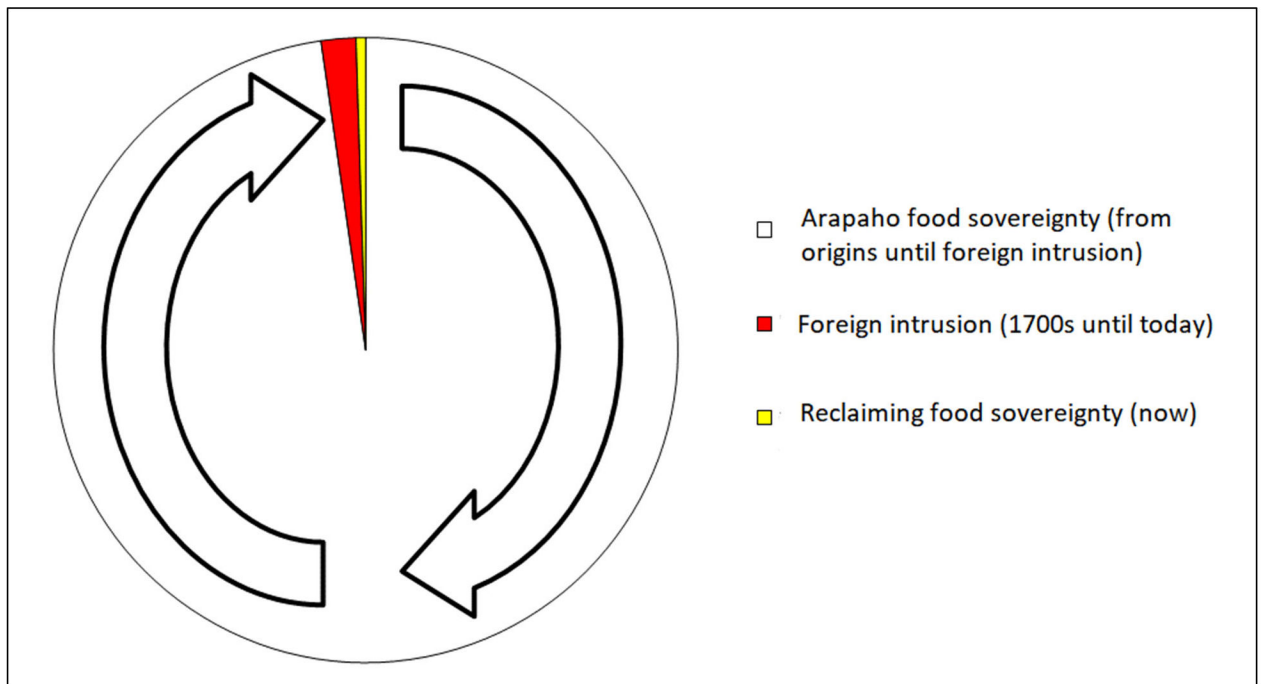 Arapaho food sovereignty (from
origins until foreign intrusion)
Foreign intrusion (1700s until today)
Reclaiming food sovereignty (now)